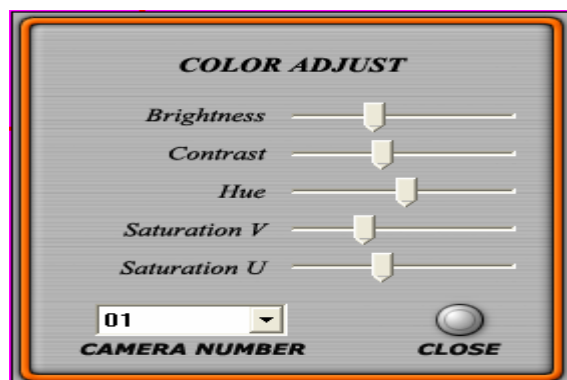 COLOR ADJUST
Brightness
Contrast
Hue
Saturation V
Saturation U
01
CAMERA NUMBER
CLOSE